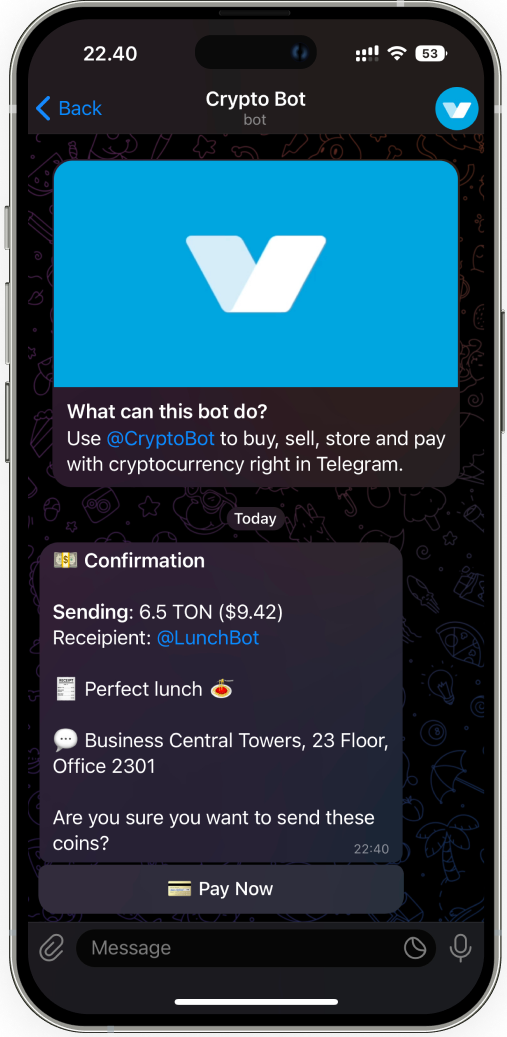 22.40
53
Back
Crypto Bot
bot
What can this bot do?
Use @CryptoBot to buy, sell, store and pay
with cryptocurrency right in Telegram.
Today
Confirmation
Sending: 6.5 TON ($9.42)
Receipient: @LunchBot
Perfect lunch
Business Central Towers, 23 Floor,
Office 2301
Are you sure you want to send these
coins?
22:40
Pay Now
Message